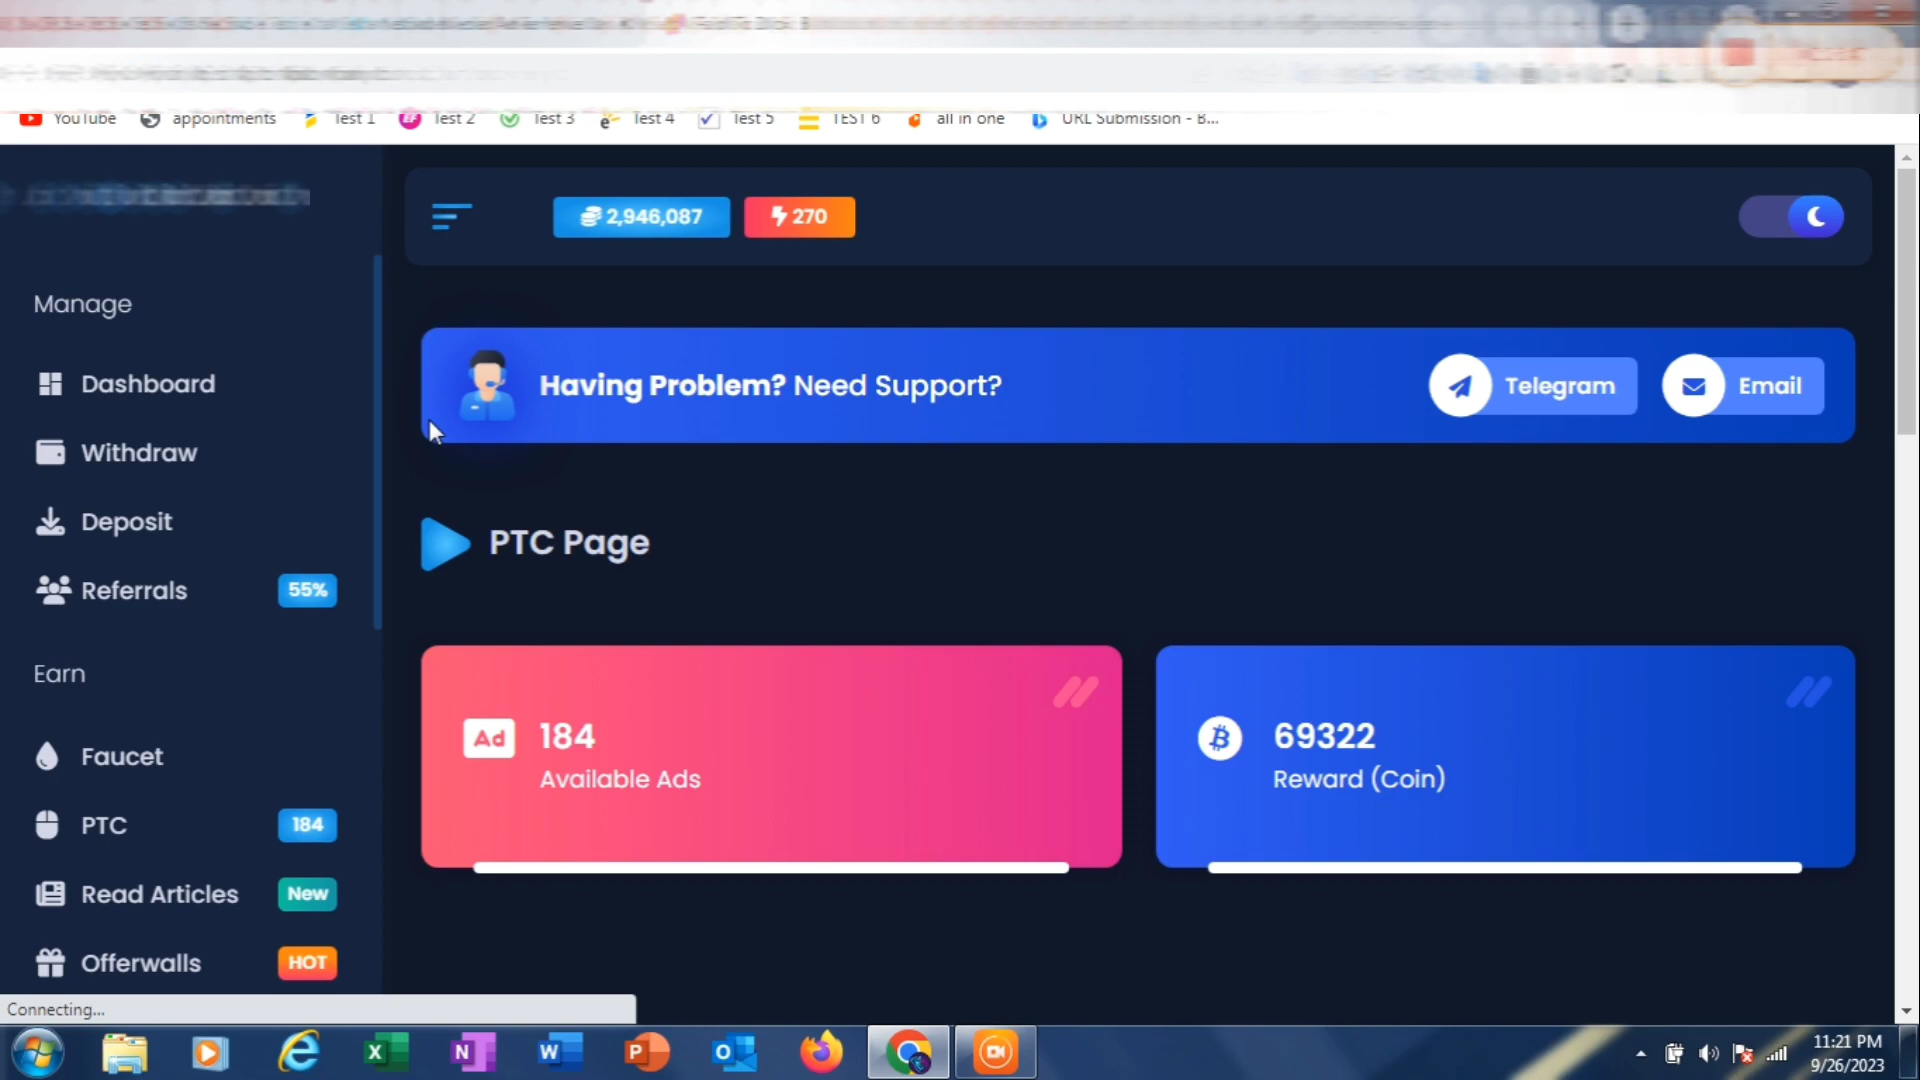 YouTube appointments Test 1 Test 2 Test 3 Test 4 Test 5 TEST 6 all in one URL Submission - B...
2,946,087 270
Manage
Dashboard
Withdraw
Deposit
Referrals 55%
Earn
Faucet
PTC 184
Read Articles New
Offerwalls HOT
Having Problem? Need Support? Telegram Email
PTC Page
Ad 184
Available Ads
69322
Reward (Coin)
Connecting...
11:21 PM
9/26/2023